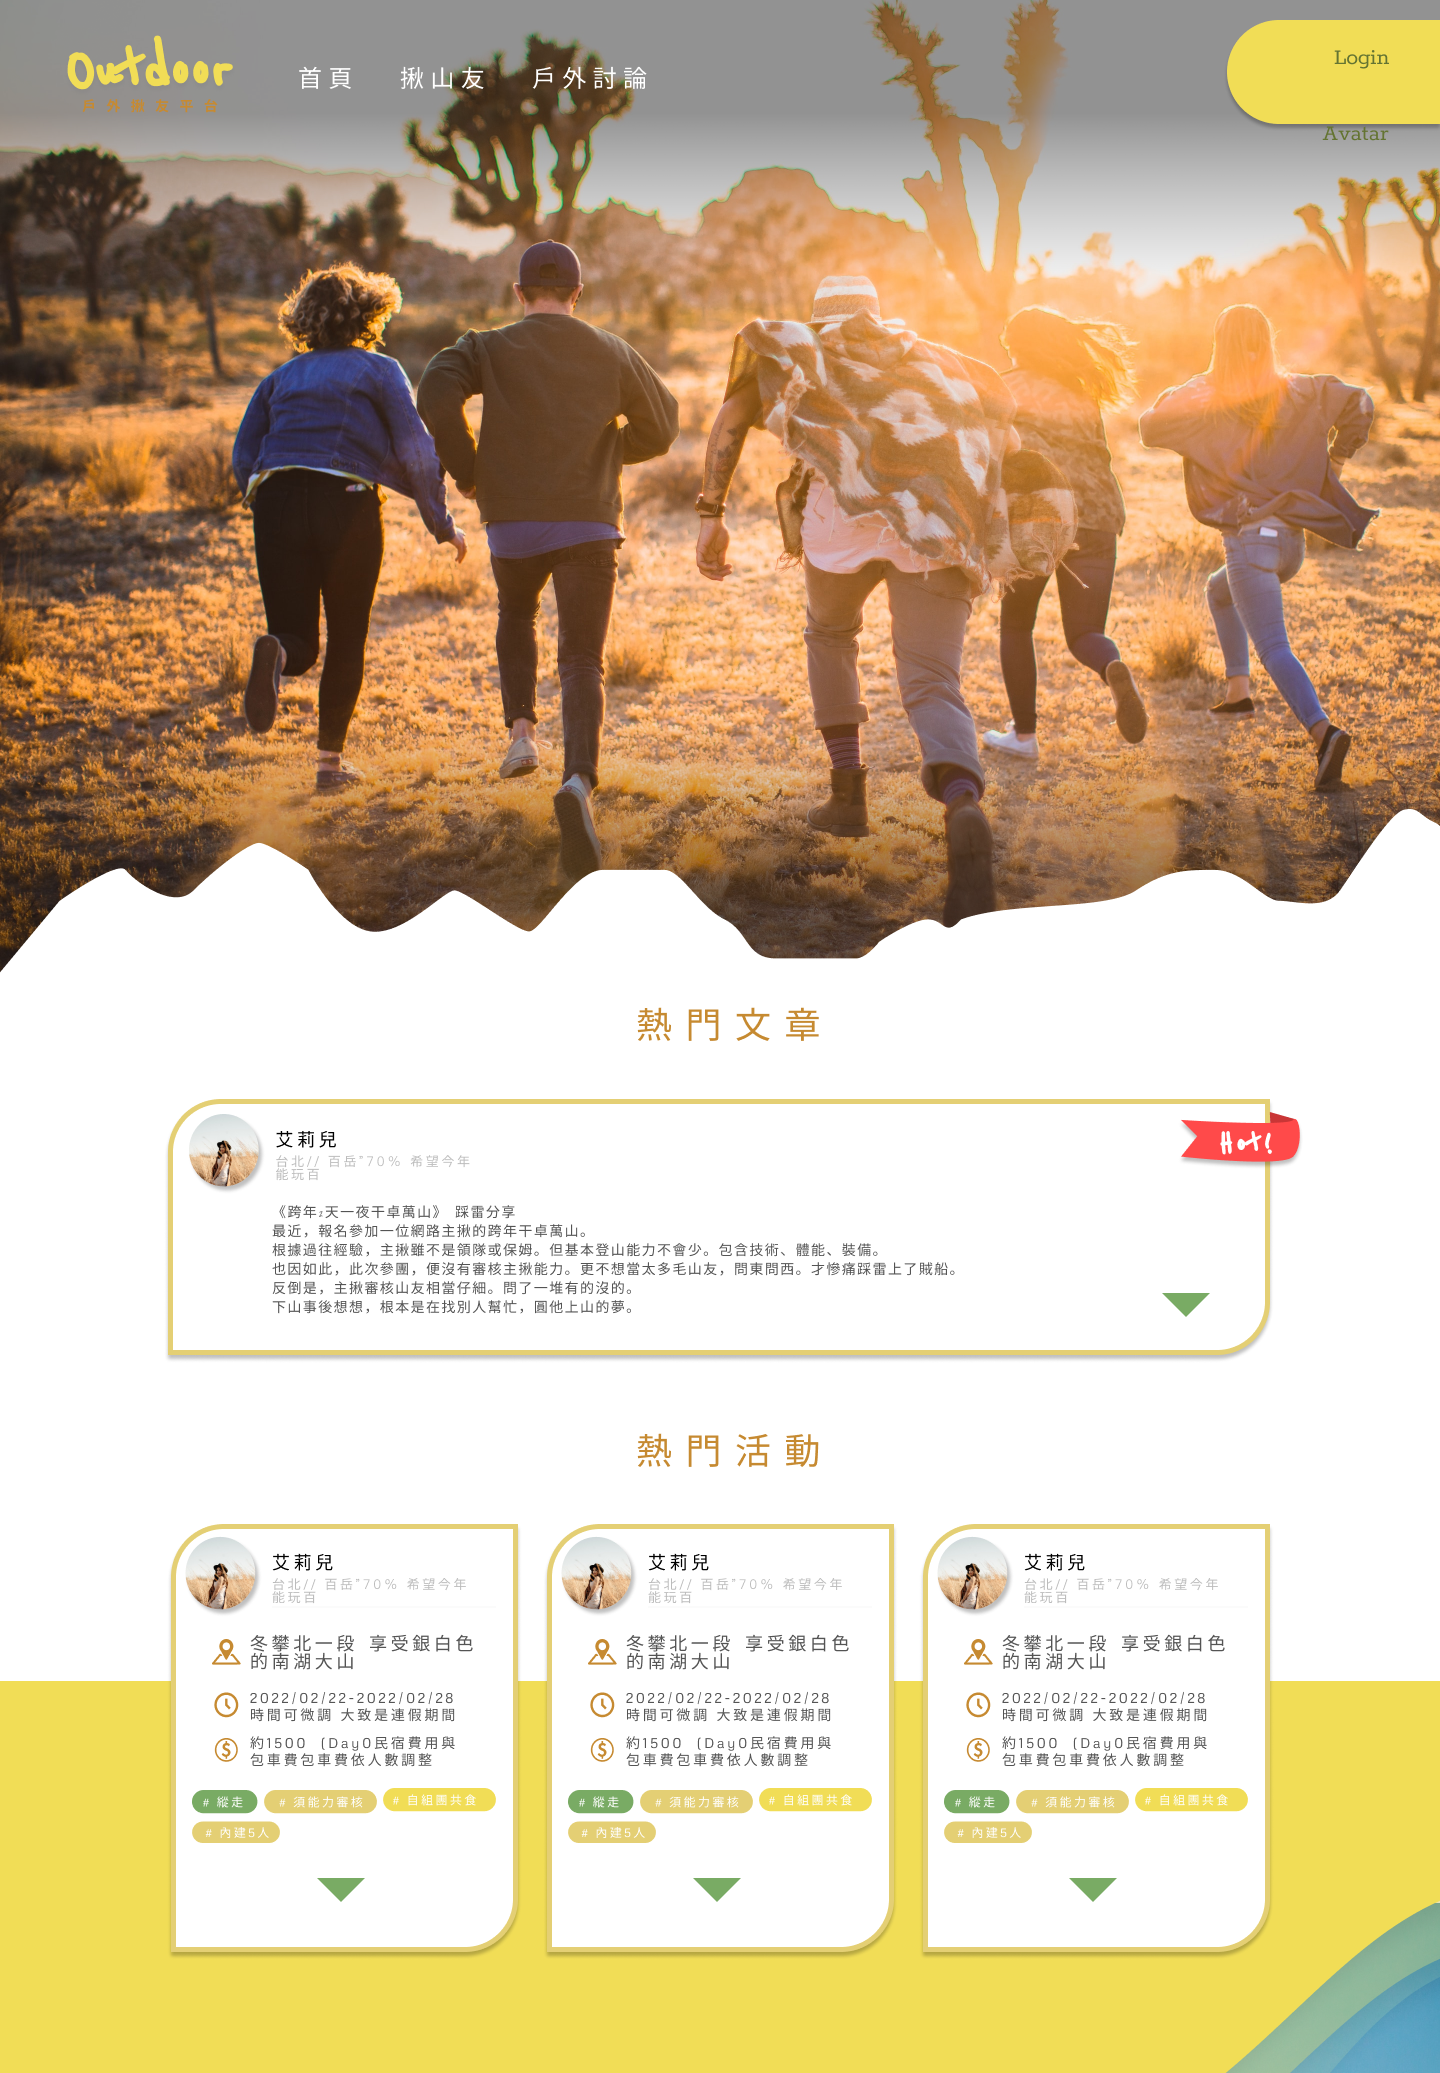 Outdoor
戶外揪友平台
首頁 揪山友 戶外討論
Login
Avatar
熱門文章
Hot!
艾莉兒
台北// 百岳"70% 希望今年
能玩百
《跨年2天一夜干卓萬山》 踩雷分享
最近，報名參加一位網路主揪的跨年干卓萬山。
根據過往經驗，主揪雖不是領隊或保姆。但基本登山能力不會少。包含技術、體能、裝備。
也因如此，此次參團，便沒有審核主揪能力。更不想當太多毛山友，問東問西。才慘痛踩雷上了賊船。
反倒是，主揪審核山友相當仔細。問了一堆有的沒的。
下山事後想想，根本是在找別人幫忙，圓他上山的夢。
熱門活動
艾莉兒
台北// 百岳"70% 希望今年
能玩百
冬攀北一段 享受銀白色
的南湖大山
2022/02/22-2022/02/28
時間可微調 大致是連假期間
約1500 (Day0民宿費用與
包車費包車費依人數調整
# 縱走
# 須能力審核
# 自組團共食
# 內建5人
艾莉兒
台北// 百岳"70% 希望今年
能玩百
冬攀北一段 享受銀白色
的南湖大山
2022/02/22-2022/02/28
時間可微調 大致是連假期間
約1500 (Day0民宿費用與
包車費包車費依人數調整
# 縱走
# 須能力審核
# 自組團共食
# 內建5人
艾莉兒
台北// 百岳"70% 希望今年
能玩百
冬攀北一段 享受銀白色
的南湖大山
2022/02/22-2022/02/28
時間可微調 大致是連假期間
約1500 (Day0民宿費用與
包車費包車費依人數調整
# 縱走
# 須能力審核
# 自組團共食
# 內建5人